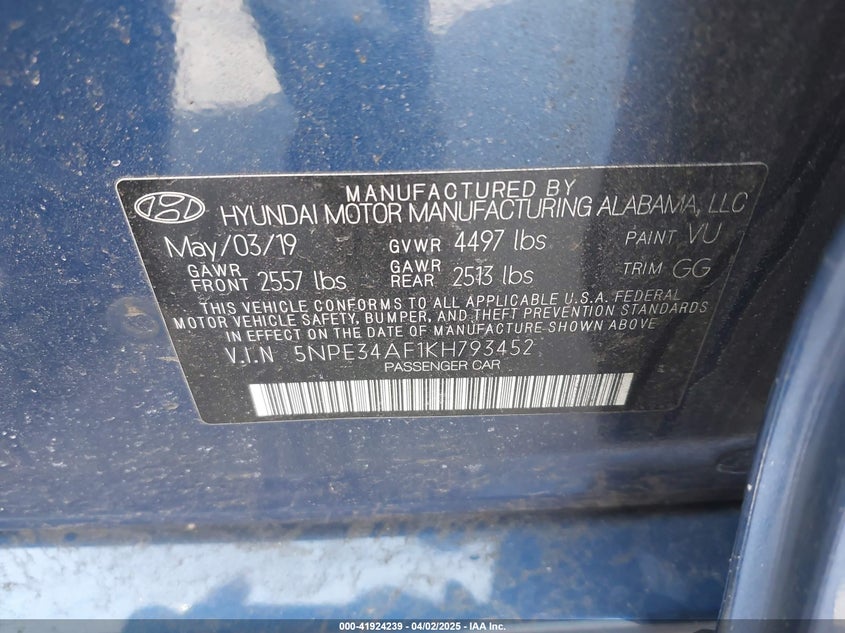 MANUFACTURED BY
HYUNDAI MOTOR MANUFACTURING ALABAMA, LLC
May/03/19 GVWR 4497 lbs PAINT VU
GAWR FRONT 2557 lbs GAWR REAR 2513 lbs TRIM GG
THIS VEHICLE CONFORMS TO ALL APPLICABLE U.S.A. FEDERAL
MOTOR VEHICLE SAFETY, BUMPER, AND THEFT PREVENTION STANDARDS
IN EFFECT ON THE DATE OF MANUFACTURE SHOWN ABOVE
V.I.N 5NPE34AF1KH793452
PASSENGER CAR
000-41924239 - 04/02/2025 - IAA Inc.